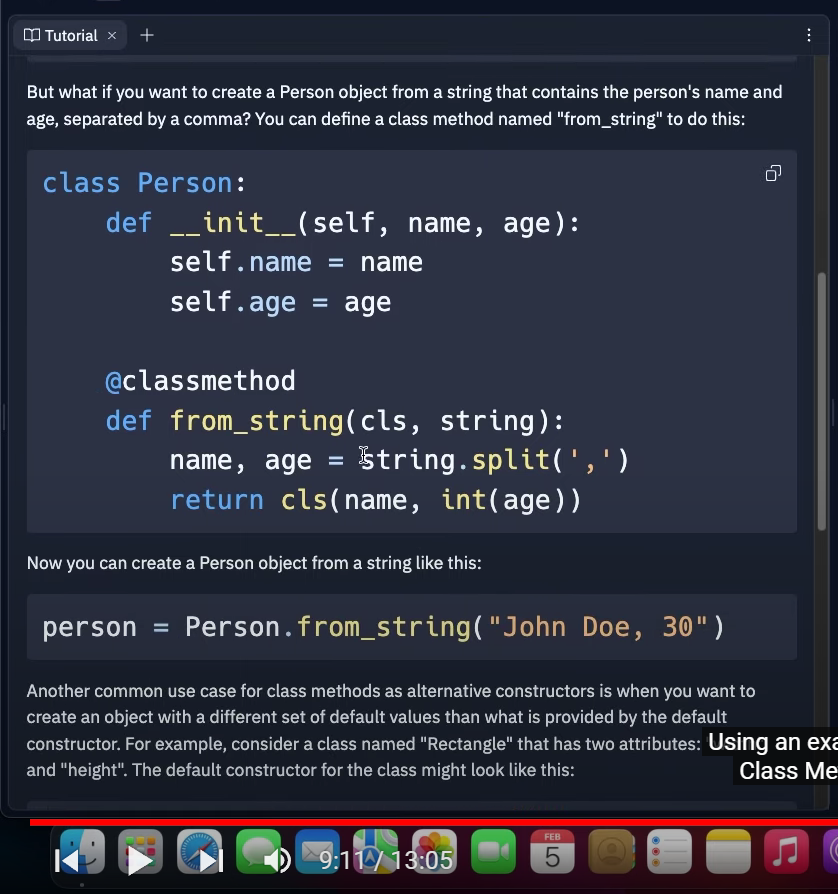 Tutorial
But what if you want to create a Person object from a string that contains the person's name and
age, separated by a comma? You can define a class method named "from_string" to do this:
class Person:
    def __init__(self, name, age):
        self.name = name
        self.age = age
    @classmethod
    def from_string(cls, string):
        name, age = string.split(',')
        return cls(name, int(age))
Now you can create a Person object from a string like this:
person = Person.from_string("John Doe, 30")
Another common use case for class methods as alternative constructors is when you want to
create an object with a different set of default values than what is provided by the default
constructor. For example, consider a class named "Rectangle" that has two attributes:
Using an exa
and "height". The default constructor for the class might look like this:
Class Me
FEB
5
9:11 / 13:05